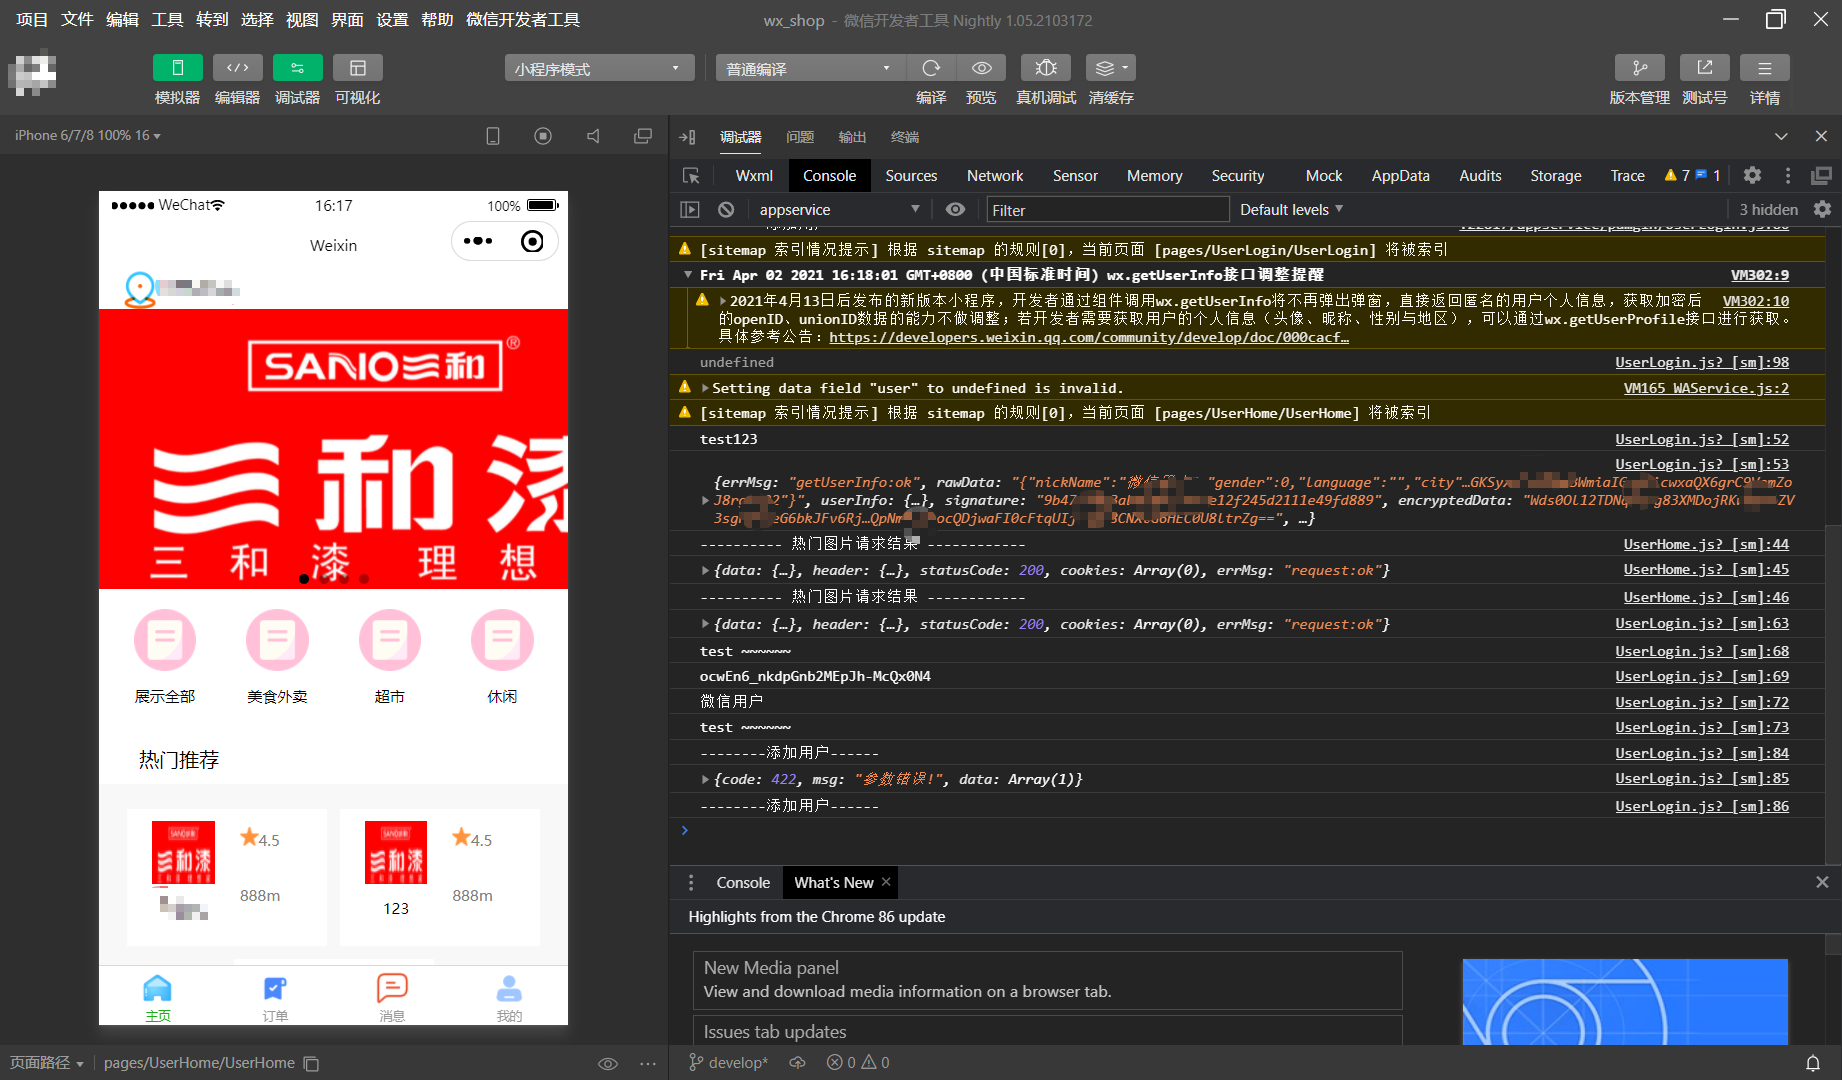 项目 文件 编辑 工具 转到 选择 视图 界面 设置 帮助 微信开发者工具
wx_shop - 微信开发者工具 Nightly 1.05.2103172
小程序模式
普通编译
模拟器 编辑器 调试器 可视化
编译 预览 真机调试 清缓存
版本管理 测试号 详情
iPhone 6/7/8 100% 16
WeChat
16:17
100%
Weixin
SANO三和®
三和漆
三 和 漆 理 想
展示全部 美食外卖 超市 休闲
热门推荐
SANO三和
三和漆
4.5
888m
SANO三和
三和漆
4.5
888m
123
主页 订单 消息 我的
页面路径 pages/UserHome/UserHome
调试器 问题 输出 终端
Wxml Console Sources Network Sensor Memory Security Mock AppData Audits Storage Trace 7 1
appservice
Filter
Default levels
3 hidden
[sitemap 索引情况提示] 根据 sitemap 的规则[0]，当前页面 [pages/UserLogin/UserLogin] 将被索引
Fri Apr 02 2021 16:18:01 GMT+0800 (中国标准时间) wx.getUserInfo接口调整提醒 VM302:9
2021年4月13日后发布的新版本小程序，开发者通过组件调用wx.getUserInfo将不再弹出弹窗，直接返回匿名的用户个人信息，获取加密后 VM302:10
的openID、unionID数据的能力不做调整；若开发者需要获取用户的个人信息（头像、昵称、性别与地区），可以通过wx.getUserProfile接口进行获取。
具体参考公告：https://developers.weixin.qq.com/community/develop/doc/000cacf…
undefined UserLogin.js? [sm]:98
Setting data field "user" to undefined is invalid. VM165 WAService.js:2
[sitemap 索引情况提示] 根据 sitemap 的规则[0]，当前页面 [pages/UserHome/UserHome] 将被索引
test123 UserLogin.js? [sm]:52
UserLogin.js? [sm]:53
{errMsg: "getUserInfo:ok", rawData: "{"nickName":"微信 "gender":0,"language":"","city"…GKSyx
"}", userInfo: {…}, signature: "9b47 e12f245d2111e49fd889", encryptedData:
…}
---------- 热门图片请求结果 ------------ UserHome.js? [sm]:44
{data: {…}, header: {…}, statusCode: 200, cookies: Array(0), errMsg: "request:ok"} UserHome.js? [sm]:45
---------- 热门图片请求结果 ------------ UserHome.js? [sm]:46
{data: {…}, header: {…}, statusCode: 200, cookies: Array(0), errMsg: "request:ok"} UserLogin.js? [sm]:63
test ~~~~~~ UserLogin.js? [sm]:68
ocwEn6_nkdpGnb2MEpJh-McQx0N4 UserLogin.js? [sm]:69
微信用户 UserLogin.js? [sm]:72
test ~~~~~~ UserLogin.js? [sm]:73
--------添加用户------ UserLogin.js? [sm]:84
{code: 422, msg: "参数错误!", data: Array(1)} UserLogin.js? [sm]:85
--------添加用户------ UserLogin.js? [sm]:86
Console What's New
Highlights from the Chrome 86 update
New Media panel
View and download media information on a browser tab.
Issues tab updates
develop* 0 0